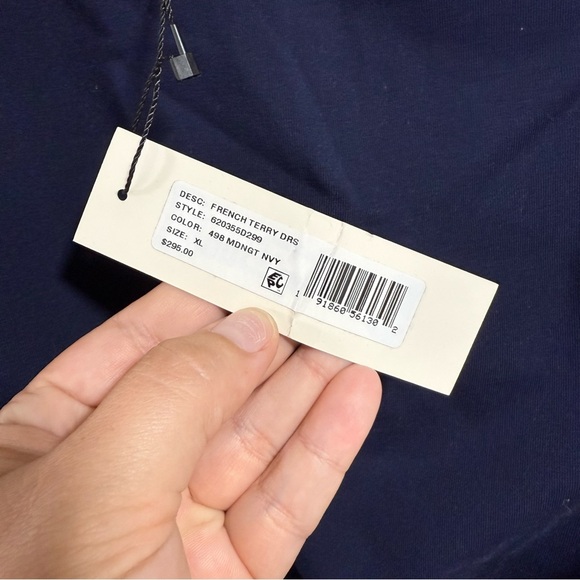 DESC: FRENCH TERRY DRS
STYLE: 620355D299
COLOR: 498 MDNGT NVY
SIZE: XL
$295.00
1 91860 56130 2